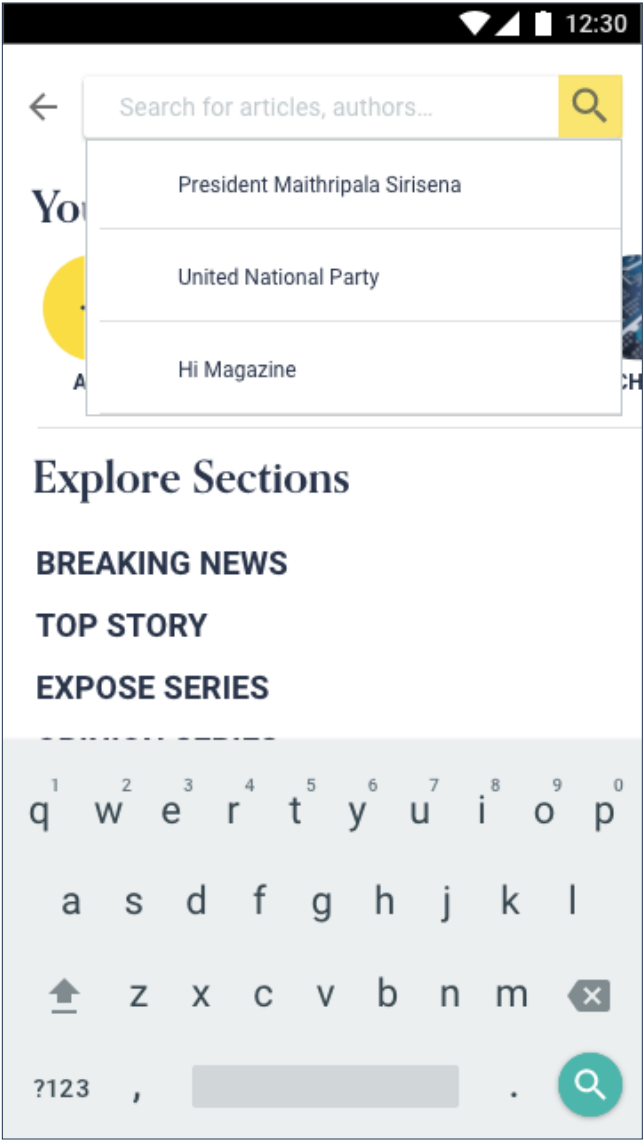 12:30
Search for articles, authors...
President Maithripala Sirisena
United National Party
Hi Magazine
Explore Sections
BREAKING NEWS
TOP STORY
EXPOSE SERIES
1 2 3 4 5 6 7 8 9 0
q w e r t y u i o p
a s d f g h j k l
z x c v b n m
?123 , .